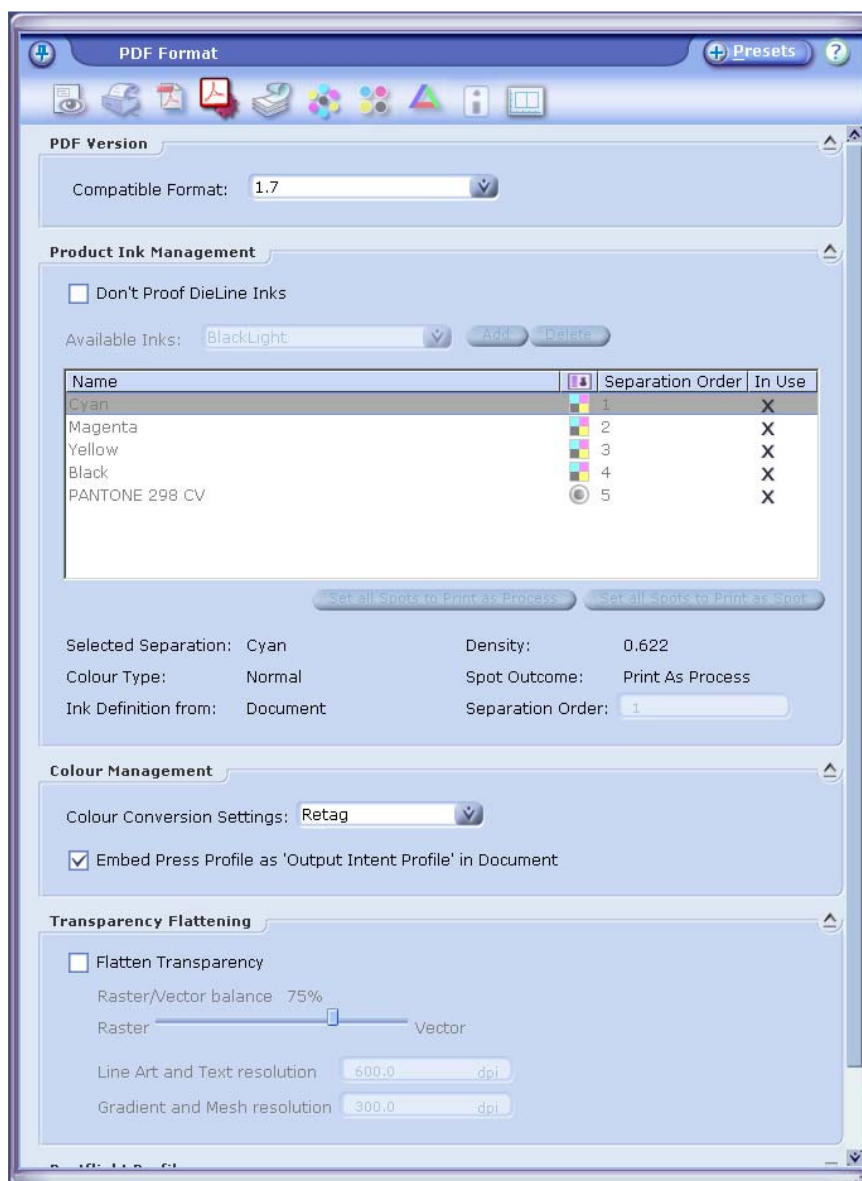 PDF Format
Presets
?
PDF Version
Compatible Format: 1.7
Product Ink Management
Don't Proof DieLine Inks
Available Inks: BlackLight Add Delete
Name Separation Order In Use
Cyan 1 X
Magenta 2 X
Yellow 3 X
Black 4 X
PANTONE 298 CV 5 X
Set all Spots to Print as Process Set all Spots to Print as Spot
Selected Separation: Cyan Density: 0.622
Colour Type: Normal Spot Outcome: Print As Process
Ink Definition from: Document Separation Order: 1
Colour Management
Colour Conversion Settings: Retag
Embed Press Profile as 'Output Intent Profile' in Document
Transparency Flattening
Flatten Transparency
Raster/Vector balance 75%
Raster Vector
Line Art and Text resolution 600.0 dpi
Gradient and Mesh resolution 300.0 dpi